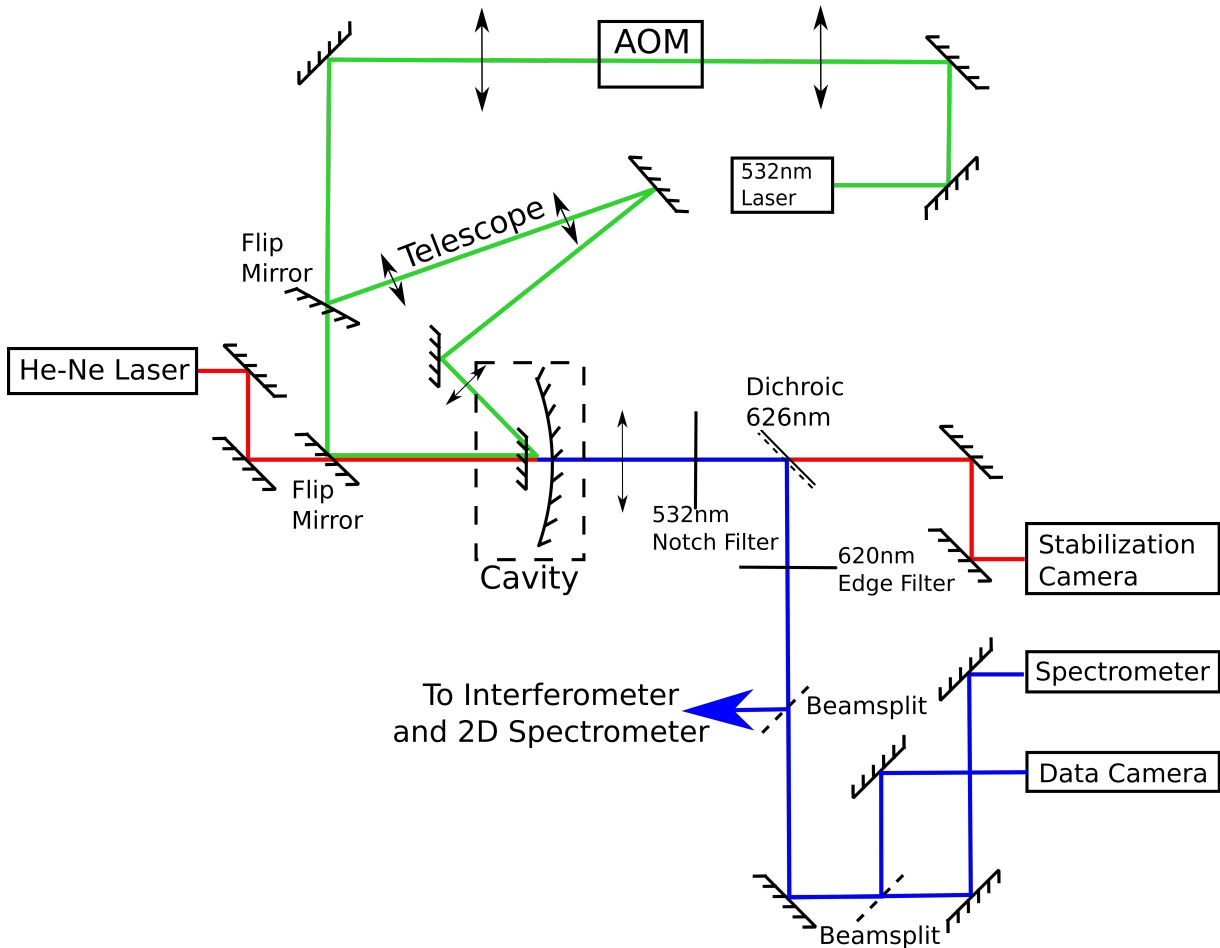 AOM
532nm
Laser
Telescope
Flip
Mirror
He-Ne Laser
Dichroic
626nm
Flip
Mirror
532nm
Notch Filter
620nm
Edge Filter
Stabilization
Camera
Cavity
Spectrometer
To Interferometer
and 2D Spectrometer
Beamsplit
Data Camera
Beamsplit